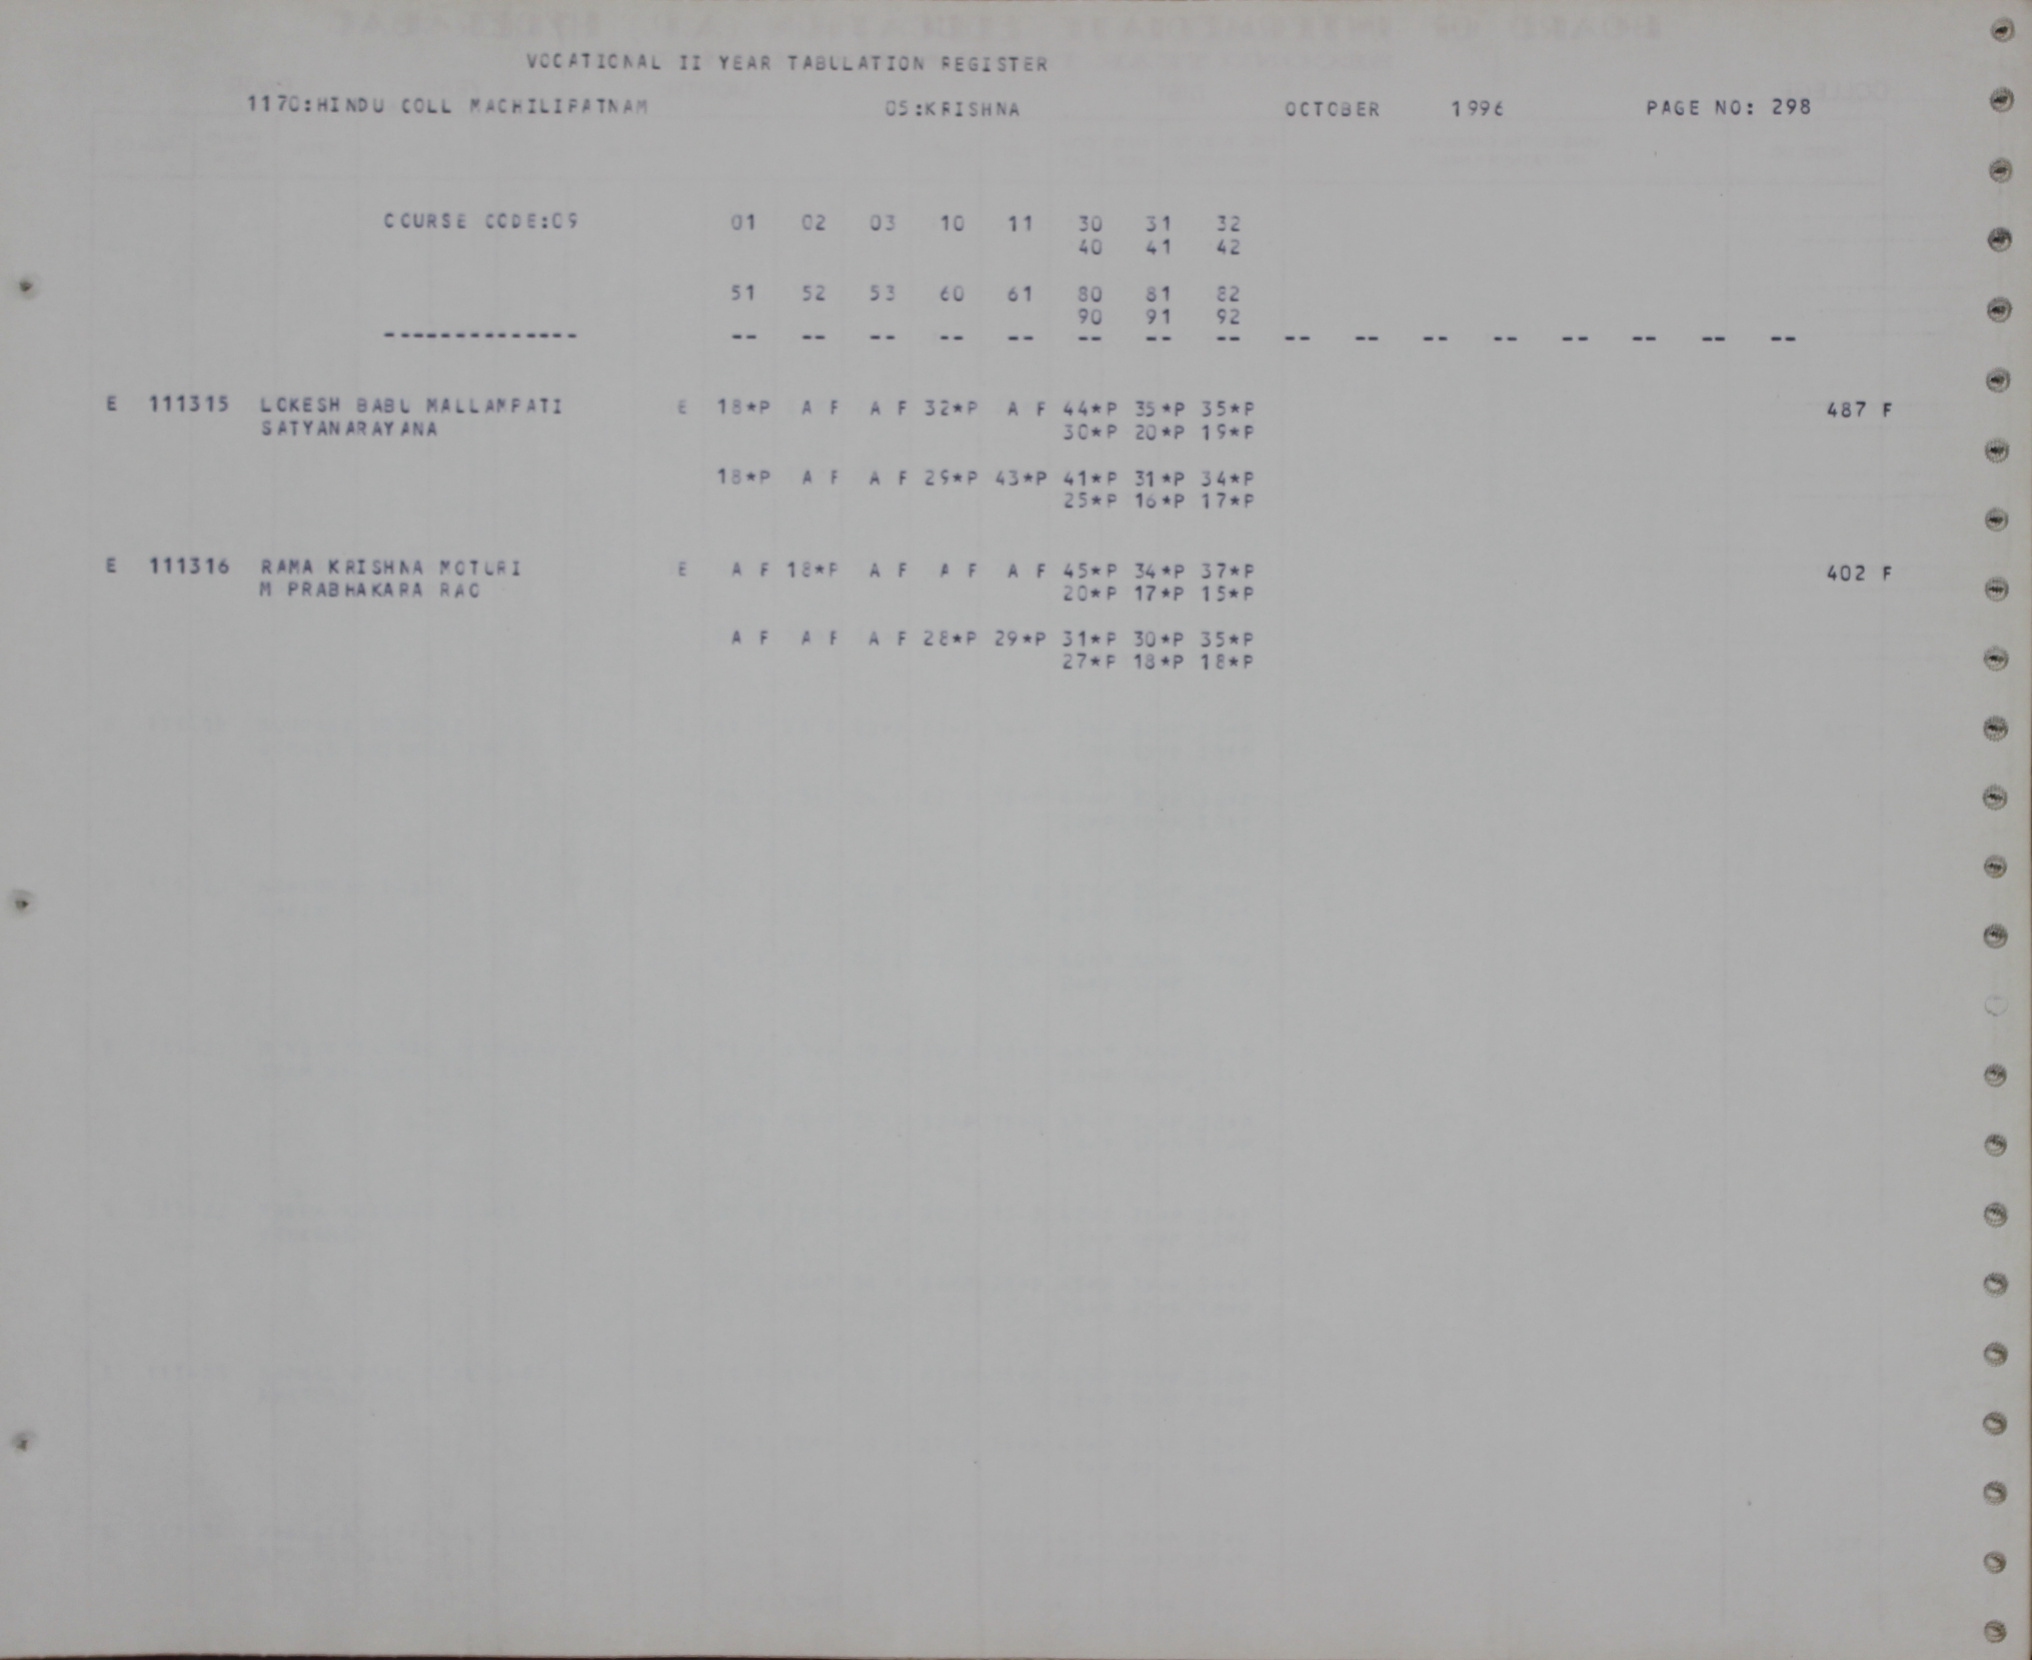 VOCATIONAL II YEAR TABULATION REGISTER
1170:HINDU COLL MACHILIPATNAM 05:KRISHNA OCTOBER 1996 PAGE NO: 298
COURSE CODE:09 01 02 03 10 11 30 31 32
40 41 42
51 52 53 60 61 80 81 82
90 91 92
-------------- -- -- -- -- -- -- -- -- -- -- -- -- -- -- -- --
E 111315 LOKESH BABU MALLAMPATI E 18*P A F A F 32*P A F 44*P 35*P 35*P 487 F
SATYANARAYANA 30*P 20*P 19*P
18*P A F A F 29*P 43*P 41*P 31*P 34*P
25*P 16*P 17*P
E 111316 RAMA KRISHNA MOTURI E A F 18*P A F A F A F 45*P 34*P 37*P 402 F
M PRABHAKARA RAO 20*P 17*P 15*P
A F A F A F 28*P 29*P 31*P 30*P 35*P
27*P 18*P 18*P